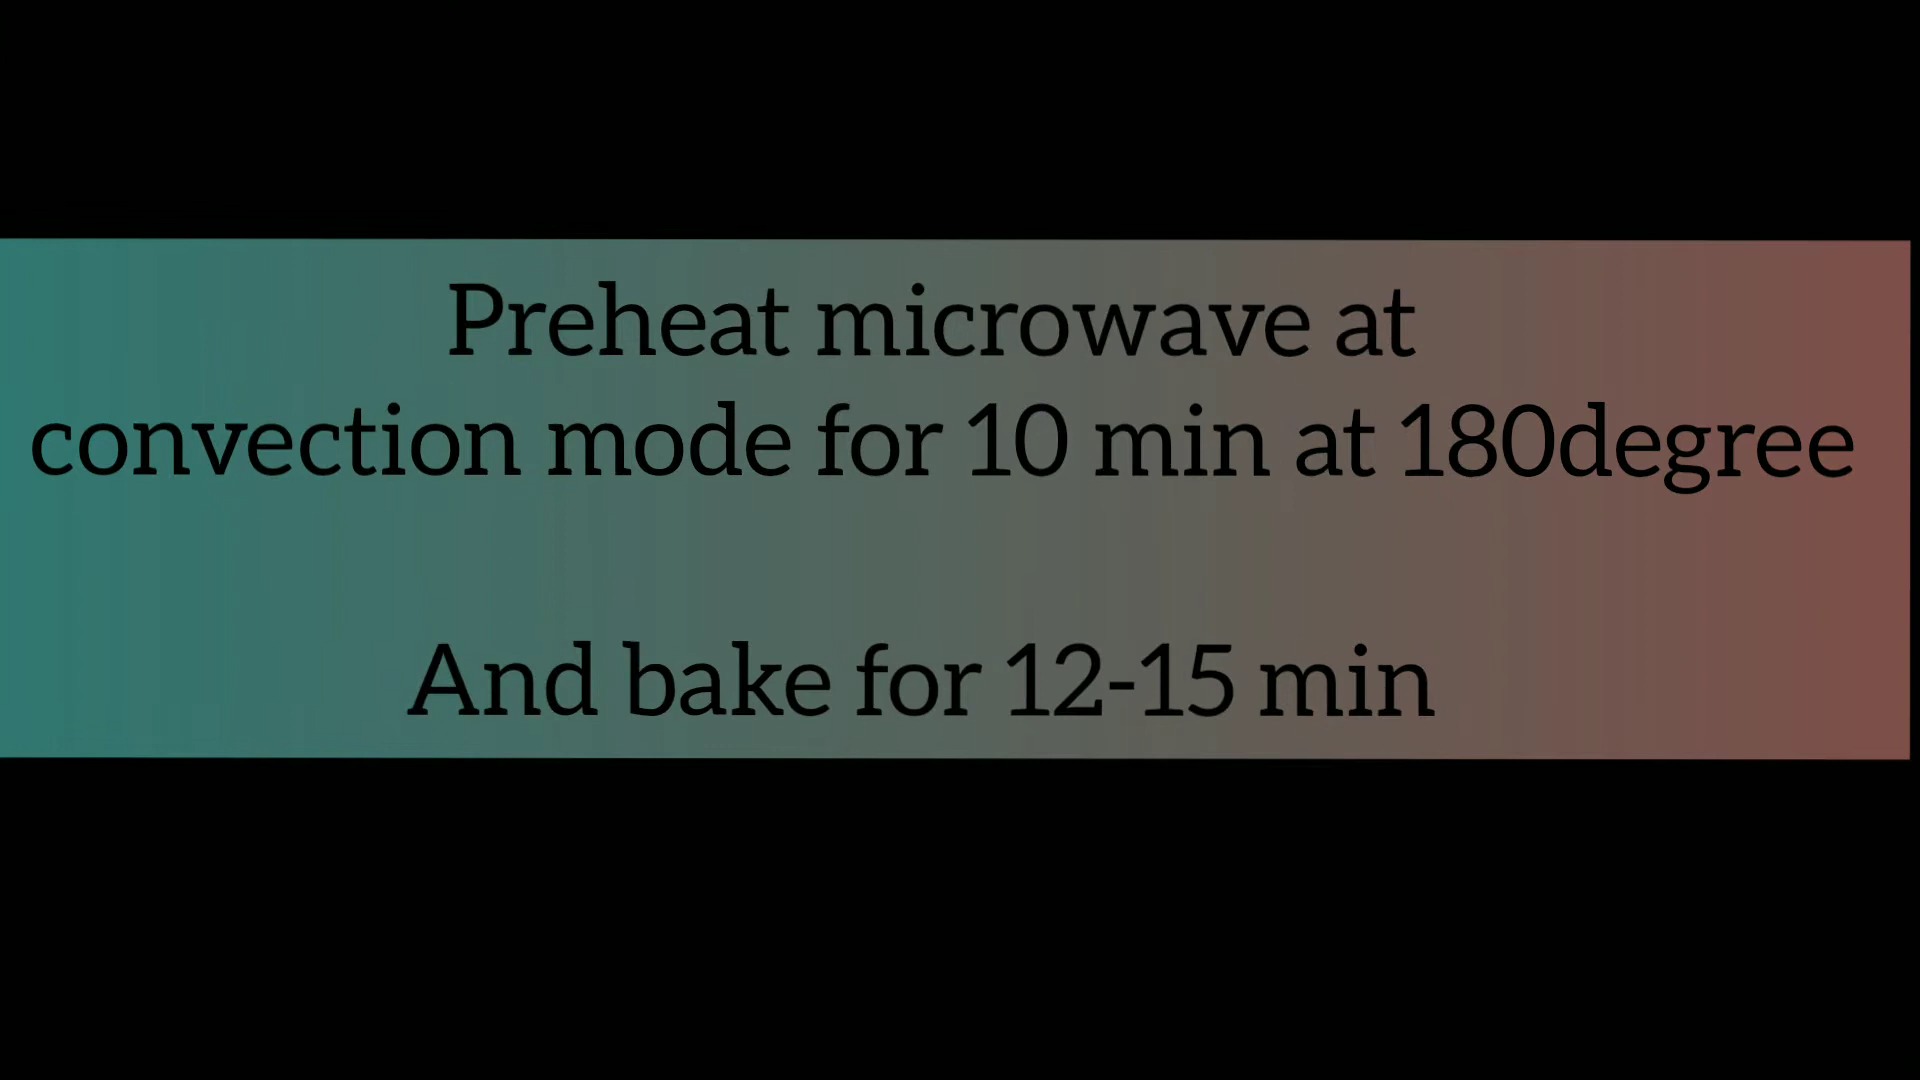 Preheat microwave at
convection mode for 10 min at 180degree
And bake for 12-15 min